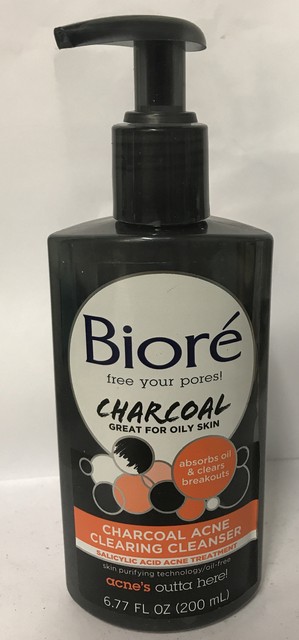 Bioré
free your pores!
CHARCOAL
GREAT FOR OILY SKIN
absorbs oil
& clears
breakouts
CHARCOAL ACNE
CLEARING CLEANSER
SALICYLIC ACID ACNE TREATMENT
skin purifying technology/oil-free
acne's outta here!
6.77 FL OZ (200 mL)